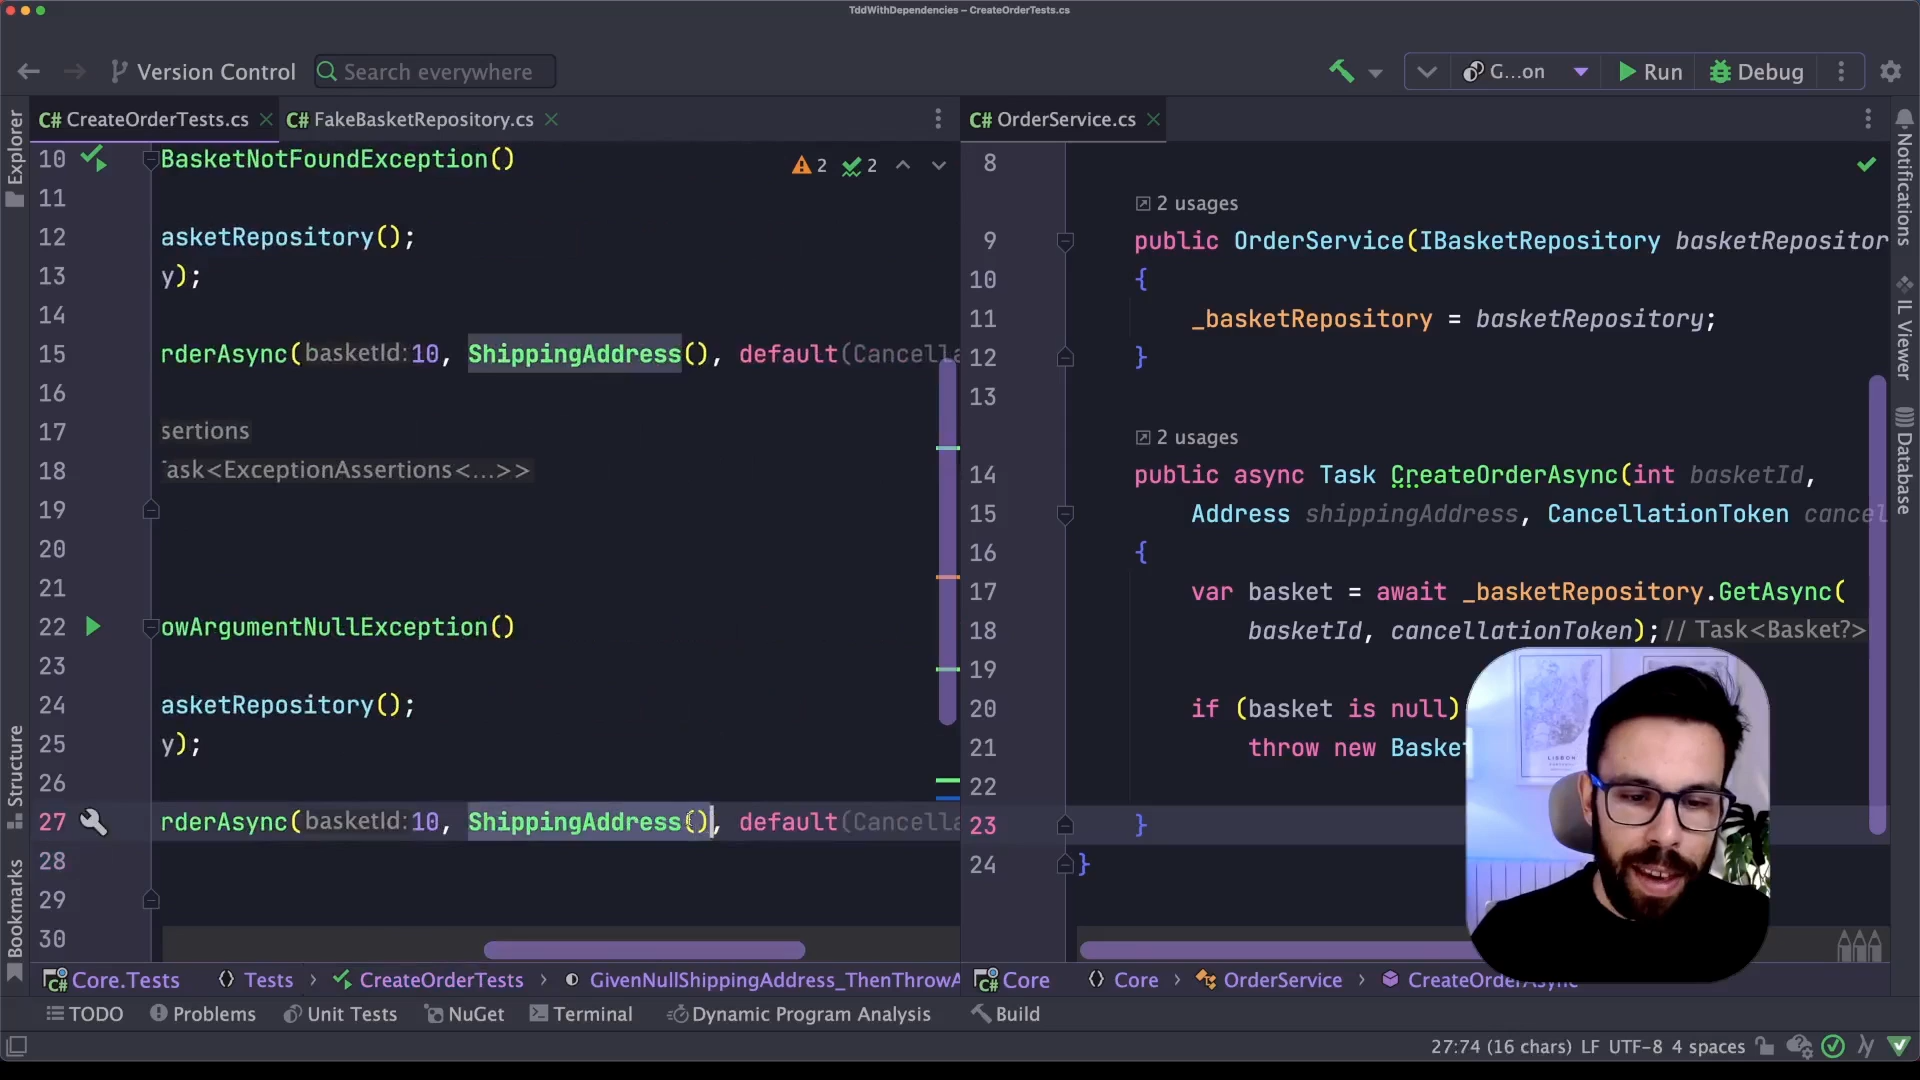 TddWithDependencies – CreateOrderTests.cs
Version Control
Search everywhere
G...on
Run
Debug
Explorer
C# CreateOrderTests.cs
C# FakeBasketRepository.cs
C# OrderService.cs
Notifications
IL Viewer
Database
Structure
Bookmarks
10 BasketNotFoundException()
2
2
11
12 asketRepository();
13 y);
14
15 rderAsync(basketId:10, ShippingAddress(), default(Cancella
16
17 sertions
18 ask<ExceptionAssertions<...>>
19
20
21
22 owArgumentNullException()
23
24 asketRepository();
25 y);
26
27 rderAsync(basketId:10, ShippingAddress(), default(Cancella
28
29
30
8
2 usages
9 public OrderService(IBasketRepository basketRepositor
10 {
11 _basketRepository = basketRepository;
12 }
13
2 usages
14 public async Task CreateOrderAsync(int basketId,
15 Address shippingAddress, CancellationToken cancel
16 {
17 var basket = await _basketRepository.GetAsync(
18 basketId, cancellationToken);// Task<Basket?>
19
20 if (basket is null)
21 throw new Basket
22
23 }
24 }
LISBON
C# Core.Tests
Tests
CreateOrderTests
GivenNullShippingAddress_ThenThrowA
C# Core
Core
OrderService
CreateOrderAsync
TODO
Problems
Unit Tests
NuGet
Terminal
Dynamic Program Analysis
Build
27:74 (16 chars) LF UTF-8 4 spaces